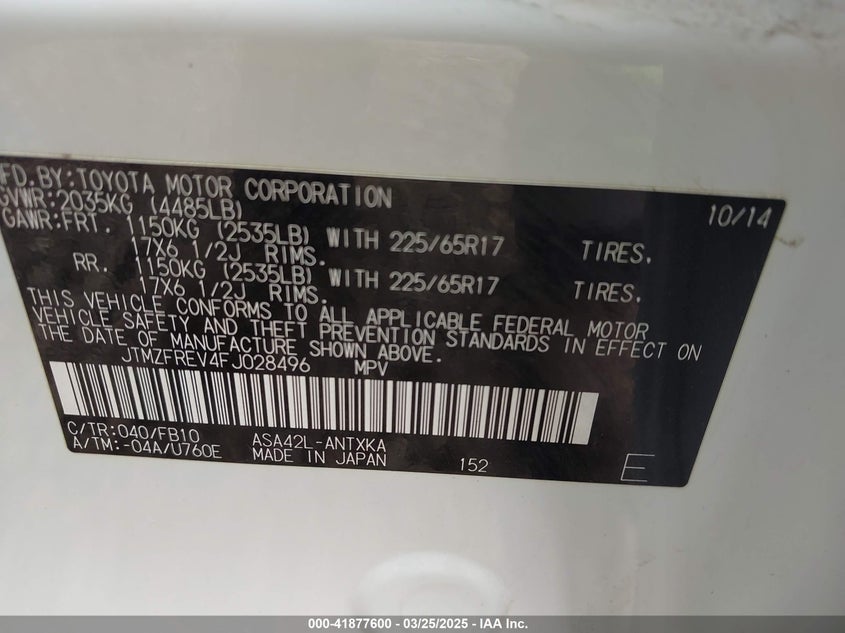 FD.BY:TOYOTA MOTOR CORPORATION 10/14
GVWR:2035KG (4485LB)
GAWR:FRT. 1150KG (2535LB) WITH 225/65R17 TIRES.
17X6 1/2J RIMS.
RR. 1150KG (2535LB) WITH 225/65R17 TIRES.
17X6 1/2J RIMS.
THIS VEHICLE CONFORMS TO ALL APPLICABLE FEDERAL MOTOR
VEHICLE SAFETY AND THEFT PREVENTION STANDARDS IN EFFECT ON
THE DATE OF MANUFACTURE SHOWN ABOVE.
JTMZFREV4FJ028496 MPV
C/TR:040/FB10 ASA42L-ANTXKA
A/TM:-04A/U760E MADE IN JAPAN 152 E
000-41877600 - 03/25/2025 - IAA Inc.